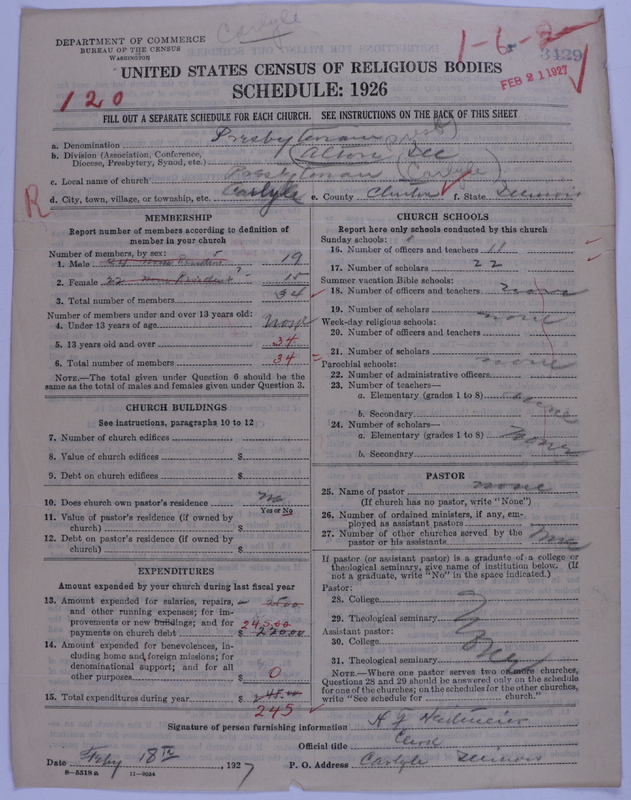 Carlyle
DEPARTMENT OF COMMERCE
BUREAU OF THE CENSUS
WASHINGTON
1-6-2
3429
FEB 21 1927
UNITED STATES CENSUS OF RELIGIOUS BODIES
SCHEDULE: 1926
120
FILL OUT A SEPARATE SCHEDULE FOR EACH CHURCH. SEE INSTRUCTIONS ON THE BACK OF THIS SHEET
a. Denomination Presbyterian
b. Division (Association, Conference, Diocese, Presbytery, Synod, etc.) Alton
c. Local name of church Presbyterian (Carlyle)
R
d. City, town, village, or township, etc. Carlyle e. County Clinton f. State Illinois
MEMBERSHIP
Report number of members according to definition of member in your church
Number of members, by sex:
1. Male 24 19
2. Female 22 15
3. Total number of members 34
Number of members under and over 13 years old:
4. Under 13 years of age None
5. 13 years old and over 34
6. Total number of members 34
NOTE.—The total given under Question 6 should be the same as the total of males and females given under Question 3.
CHURCH BUILDINGS
See instructions, paragraphs 10 to 12
7. Number of church edifices
8. Value of church edifices $
9. Debt on church edifices $
10. Does church own pastor's residence? no
Yes or No
11. Value of pastor's residence (if owned by church) $
12. Debt on pastor's residence (if owned by church) $
EXPENDITURES
Amount expended by your church during last fiscal year
13. Amount expended for salaries, repairs, and other running expenses; for improvements or new buildings; and for payments on church debt 25.00 245.00 $ 220.00
14. Amount expended for benevolences, including home and foreign missions; for denominational support; and for all other purposes $ 0
15. Total expenditures during year $ 245.00
245
CHURCH SCHOOLS
Report here only schools conducted by this church
Sunday schools:
16. Number of officers and teachers 11
17. Number of scholars 22
Summer vacation Bible schools:
18. Number of officers and teachers none
19. Number of scholars none
Week-day religious schools:
20. Number of officers and teachers
21. Number of scholars none
Parochial schools:
22. Number of administrative officers
23. Number of teachers—
a. Elementary (grades 1 to 8) none
b. Secondary
24. Number of scholars—
a. Elementary (grades 1 to 8) none
b. Secondary
PASTOR
25. Name of pastor none
(If church has no pastor, write "None")
26. Number of ordained ministers, if any, employed as assistant pastors
27. Number of other churches served by the pastor or his assistants none
If pastor (or assistant pastor) is a graduate of a college or theological seminary, give name of institution below. (If not a graduate, write "No" in the space indicated.)
Pastor:
28. College
29. Theological seminary
Assistant pastor:
30. College
31. Theological seminary
NOTE.—Where one pastor serves two or more churches, Questions 28 and 29 should be answered only on the schedule for one of the churches; on the schedules for the other churches, write "See schedule for church."
Signature of person furnishing information
Official title Clerk
Date Feby 18th, 1927 P. O. Address Carlyle Illinois
8-5518a 11-9054